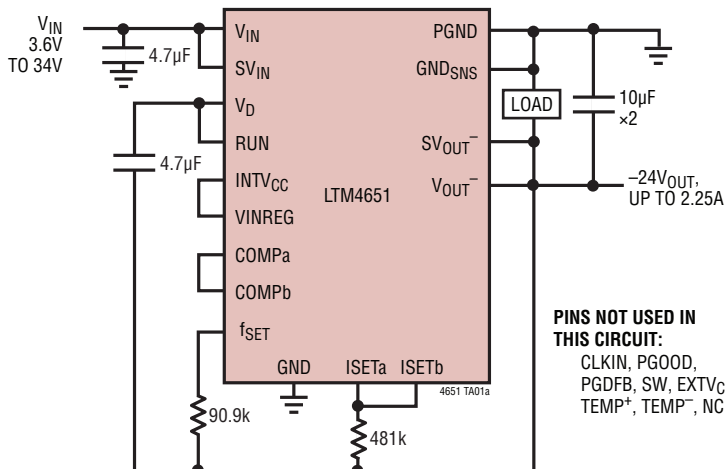 VIN
3.6V
TO 34V
4.7µF
VIN
SVIN
VD
RUN
4.7µF
INTVCC
VINREG
COMPa
COMPb
fSET
90.9k
LTM4651
GND
ISETa
ISETb
481k
PGND
GNDSNS
SVOUT–
VOUT–
LOAD
10µF
×2
–24VOUT,
UP TO 2.25A
4651 TA01a
PINS NOT USED IN
THIS CIRCUIT:
CLKIN, PGOOD,
PGDFB, SW, EXTVC
TEMP+, TEMP–, NC